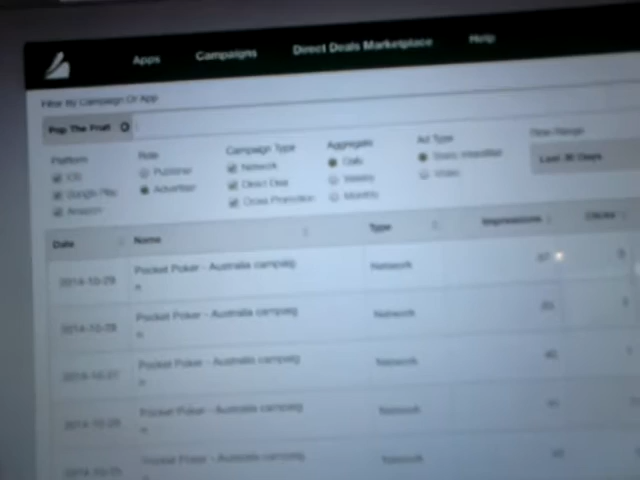 Apps Campaigns Direct Deals Marketplace Help
Filter By Campaign Or App
Pop The Fruit
Platform Role Campaign Type Aggregate Ad Type Time Range
iOS Publisher Network Daily Static Interstitial Last 30 Days
Google Play Advertiser Direct Deal Weekly Video
Amazon Cross Promotion Monthly
Date Name Type Impressions Clicks
2014-10-29 Pocket Poker - Australia campaig Network
n
Pocket Poker - Australia campaig Network
n
Pocket Poker - Australia campaig Network
n
Pocket Poker - Australia campaig Network
n
Pocket Poker - Australia campaig Network